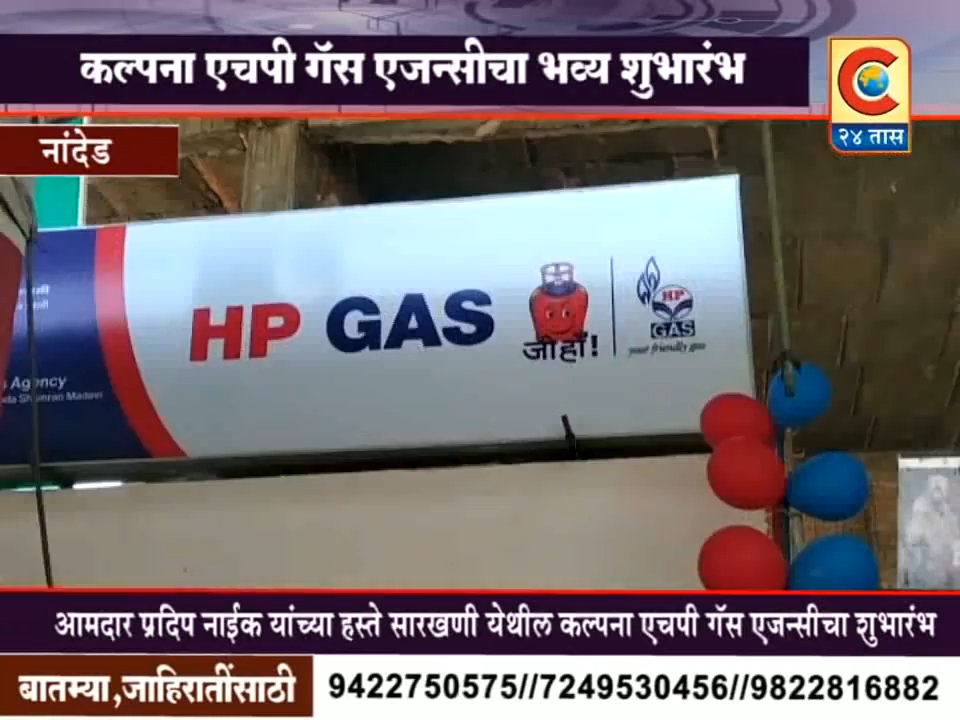 कल्पना एचपी गॅस एजन्सीचा भव्य शुभारंभ
C
२४ तास
नांदेड
HP GAS
जी हाँ!
HP
GAS
your friendly gas
Agency
Madavi
आमदार प्रदिप नाईक यांच्या हस्ते सारखणी येथील कल्पना एचपी गॅस एजन्सीचा शुभारंभ
बातम्या,जाहिरातींसाठी
9422750575//7249530456//9822816882